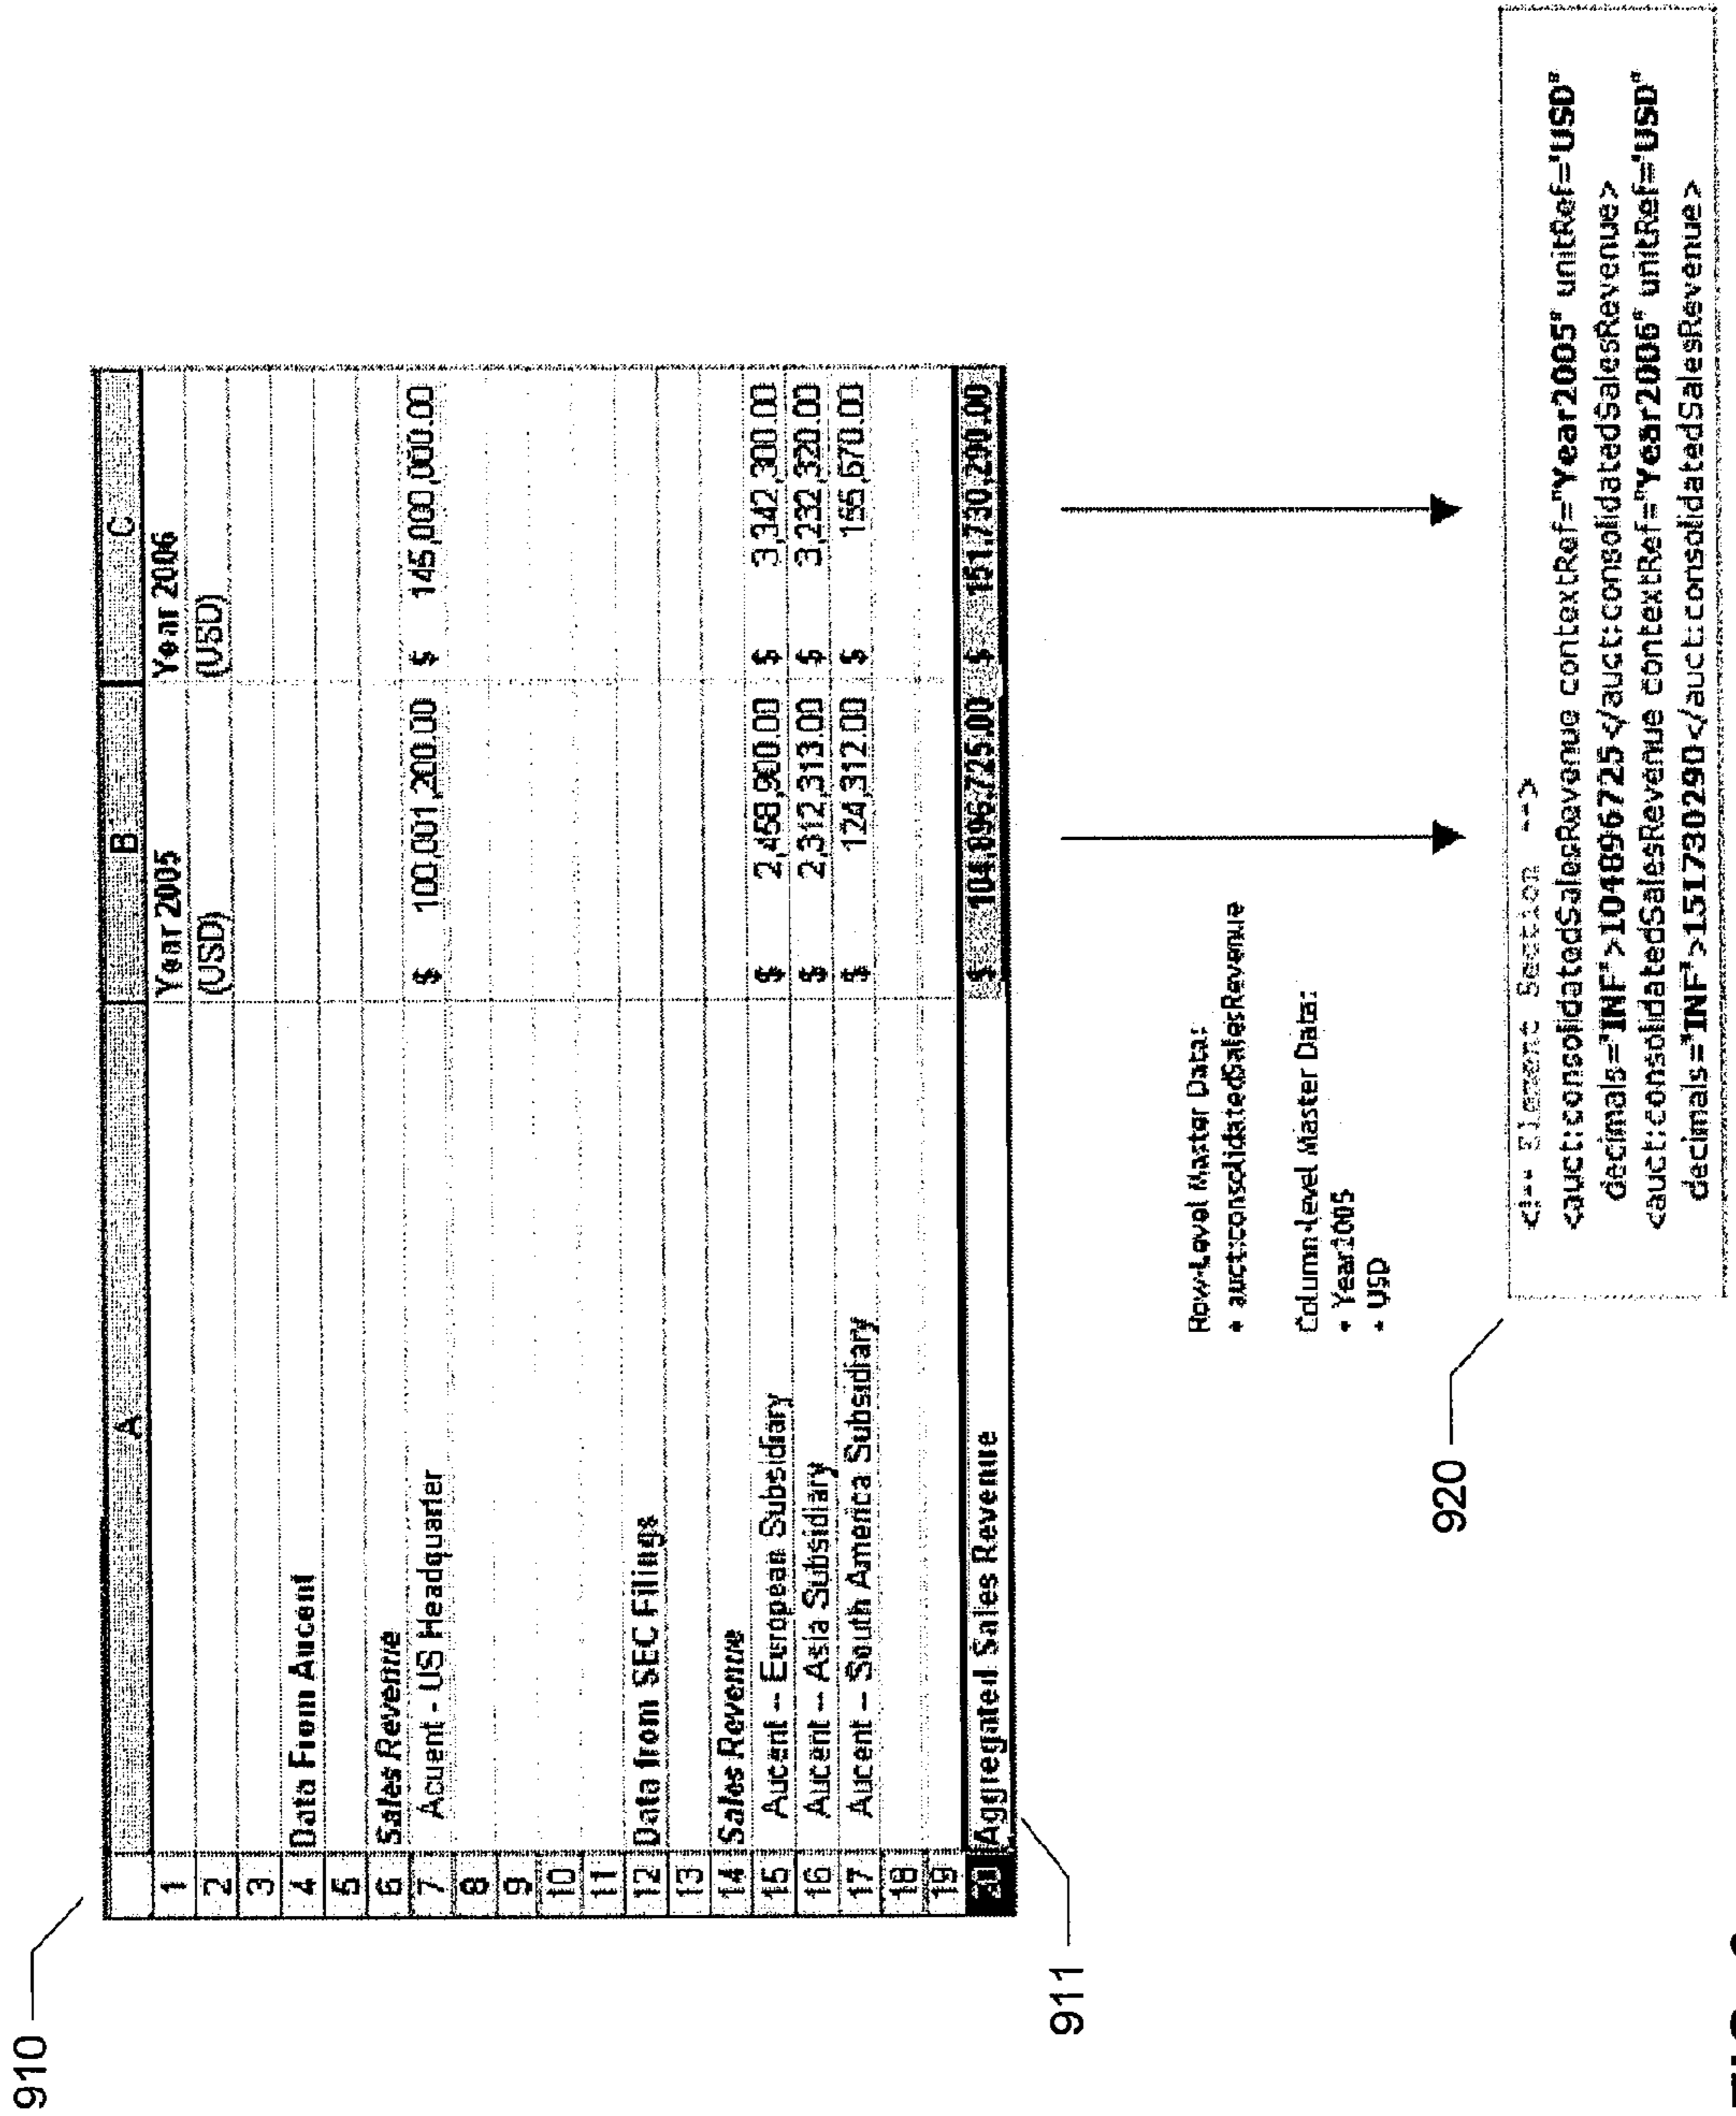 910
A B C
1 Year 2005 Year 2006
2 (USD) (USD)
3
4 Data From Aucent
5
6 Sales Revenue
7 Acuent - US Headquarter $ 100,001,200.00 $ 145,000,000.00
8
9
10
11
12 Data from SEC Filings
13
14 Sales Revenue
15 Aucent -- European Subsidiary $ 2,458,900.00 $ 3,342,300.00
16 Aucent -- Asia Subsidiary $ 2,312,313.00 $ 3,232,320.00
17 Aucent -- South America Subsidiary $ 124,312.00 $ 155,670.00
18
19
20 Aggregated Sales Revenue $ 104,896,725.00 $ 151,730,290.00
911
Row-Level Master Data:
• auct:consolidatedSalesRevenue
Column-level Master Data:
• Year1005
• USD
920
<!-- Element Section -->
<auct:consolidatedSalesRevenue contextRef="Year2005" unitRef="USD"
decimals="INF">104896725</auct:consolidatedSalesRevenue>
<auct:consolidatedSalesRevenue contextRef="Year2006" unitRef="USD"
decimals="INF">151730290</auct:consolidatedSalesRevenue>